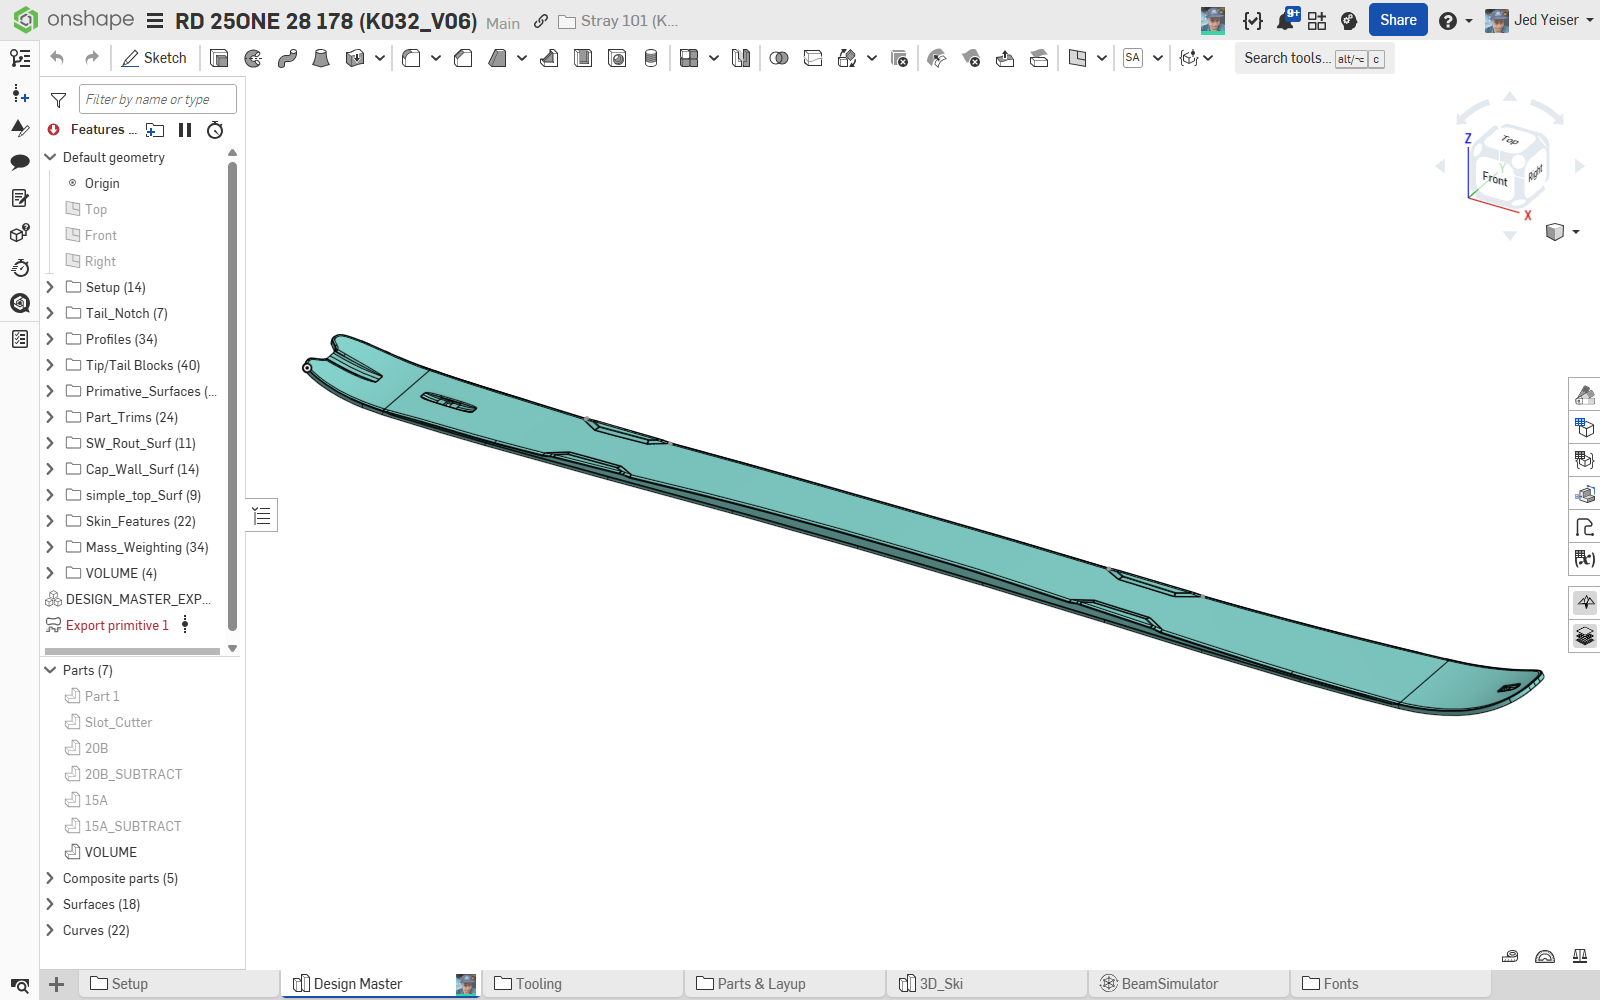 onshape
RD 25ONE 28 178 (K032_V06)
Main
Stray 101 (K...
9+
Share
Jed Yeiser
Sketch
SA
Search tools...
alt/⌥
c
Filter by name or type
Features ...
Default geometry
Origin
Top
Front
Right
Setup (14)
Tail_Notch (7)
Profiles (34)
Tip/Tail Blocks (40)
Primative_Surfaces (...
Part_Trims (24)
SW_Rout_Surf (11)
Cap_Wall_Surf (14)
simple_top_Surf (9)
Skin_Features (22)
Mass_Weighting (34)
VOLUME (4)
DESIGN_MASTER_EXP...
Export primitive 1
Parts (7)
Part 1
Slot_Cutter
20B
20B_SUBTRACT
15A
15A_SUBTRACT
VOLUME
Composite parts (5)
Surfaces (18)
Curves (22)
Z
Top
Y
Front
Right
X
Setup
Design Master
Tooling
Parts & Layup
3D_Ski
BeamSimulator
Fonts